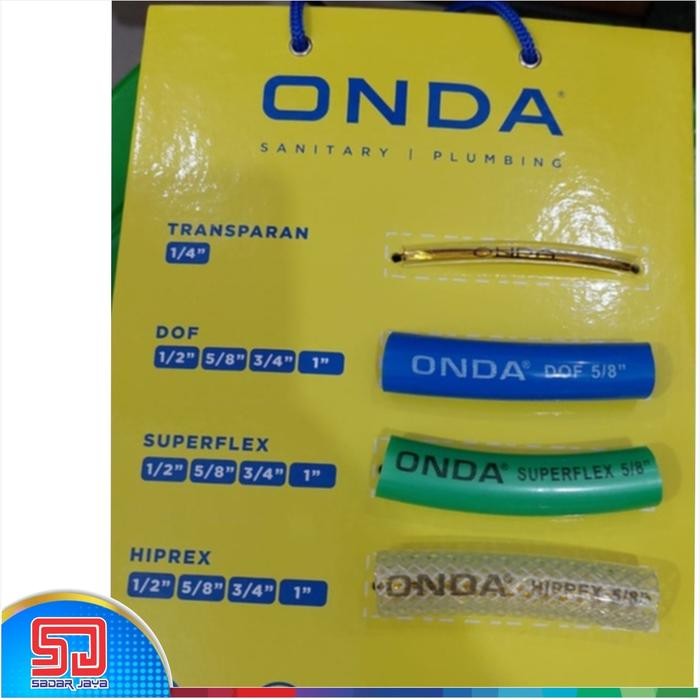 ONDA®
SANITARY | PLUMBING
TRANSPARAN
1/4"
ONDA
DOF
1/2" 5/8" 3/4" 1"
ONDA® DOF 5/8"
SUPERFLEX
1/2" 5/8" 3/4" 1"
ONDA® SUPERFLEX 5/8"
HIPREX
1/2" 5/8" 3/4" 1"
ONDA® HIPREX 5/8"
SJ
SADAR JAYA